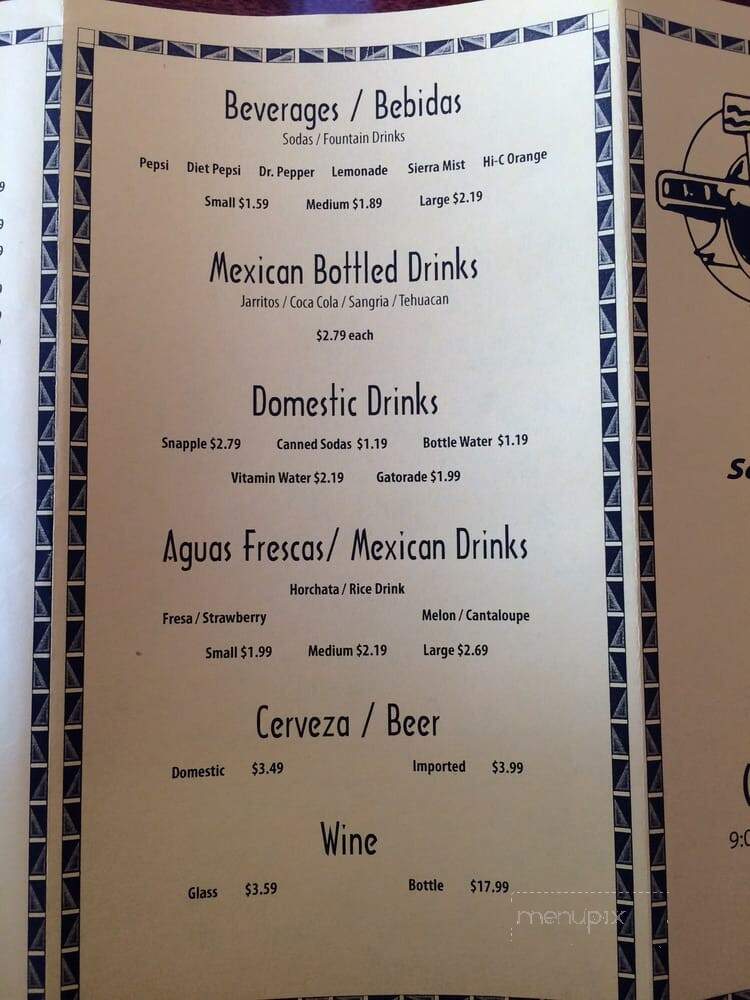 Beverages / Bebidas
Sodas / Fountain Drinks
Pepsi Diet Pepsi Dr. Pepper Lemonade Sierra Mist Hi-C Orange
Small $1.59 Medium $1.89 Large $2.19
Mexican Bottled Drinks
Jarritos / Coca Cola / Sangria / Tehuacan
$2.79 each
Domestic Drinks
Snapple $2.79 Canned Sodas $1.19 Bottle Water $1.19
Vitamin Water $2.19 Gatorade $1.99
Aguas Frescas/ Mexican Drinks
Horchata / Rice Drink
Fresa / Strawberry Melon / Cantaloupe
Small $1.99 Medium $2.19 Large $2.69
Cerveza / Beer
Domestic $3.49 Imported $3.99
Wine
Glass $3.59 Bottle $17.99
menupix